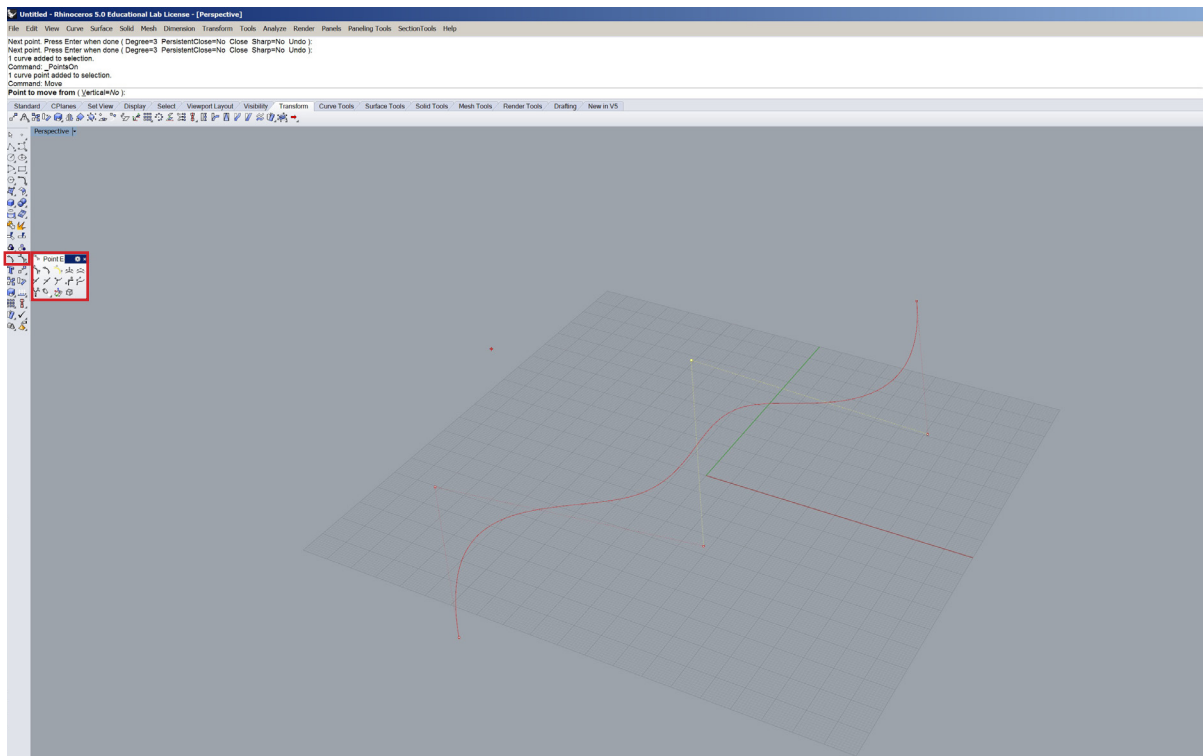 Untitled - Rhinoceros 5.0 Educational Lab License - [Perspective]
File Edit View Curve Surface Solid Mesh Dimension Transform Tools Analyze Render Panels Paneling Tools SectionTools Help
Next point. Press Enter when done ( Degree=3 PersistentClose=No Close Sharp=No Undo ):
Next point. Press Enter when done ( Degree=3 PersistentClose=No Close Sharp=No Undo ):
1 curve added to selection.
Command: _PointsOn
1 curve point added to selection.
Command: Move
Point to move from ( Vertical=No ):
Standard CPlanes Set View Display Select Viewport Layout Visibility Transform Curve Tools Surface Tools Solid Tools Mesh Tools Render Tools Drafting New in V5
Perspective
Point E